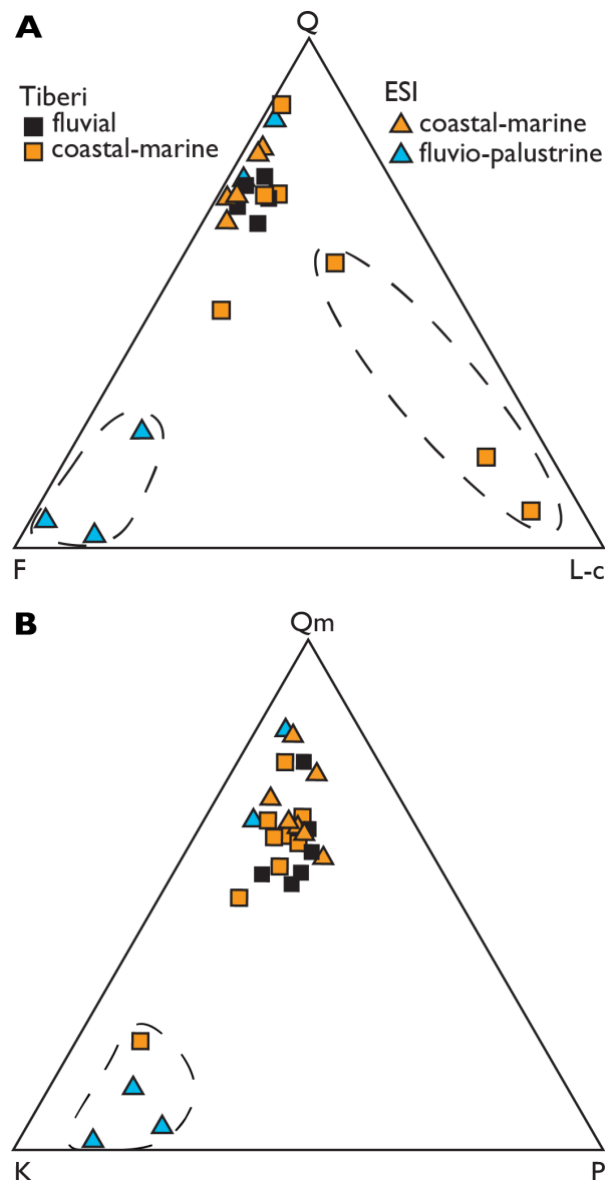 A
Q
Tiberi
fluvial
coastal-marine
ESI
coastal-marine
fluvio-palustrine
F
L-c
B
Qm
K
P